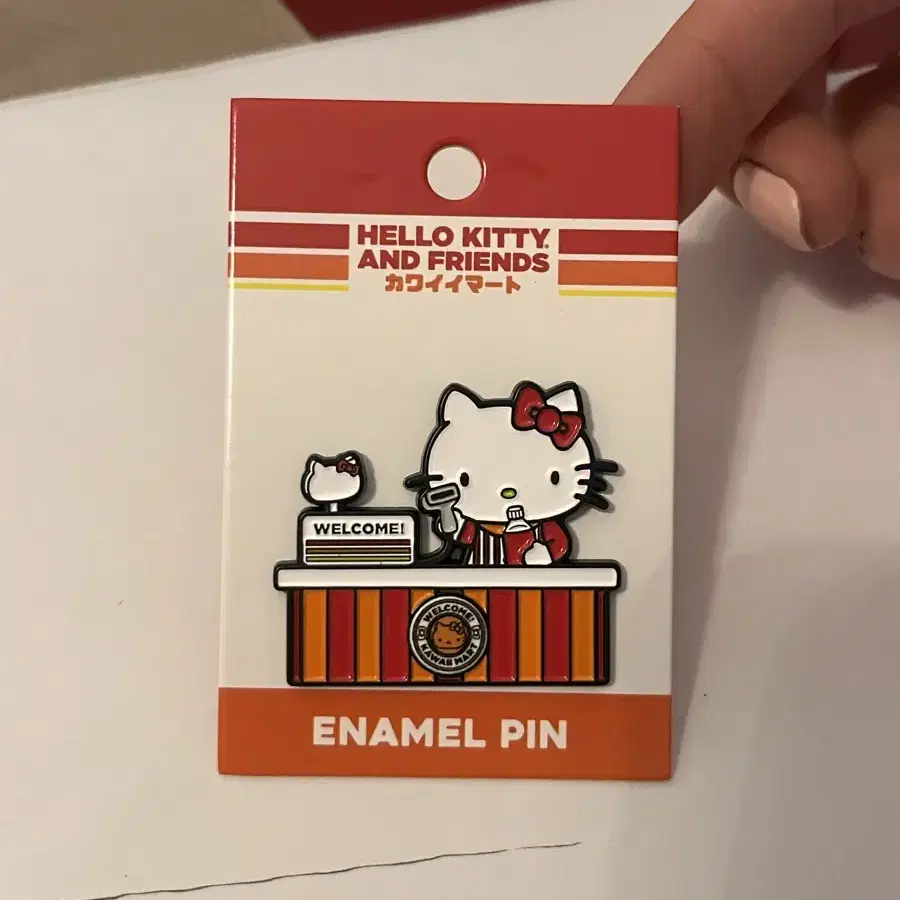 HELLO KITTY
AND FRIENDS
カワイイマート
WELCOME!
WELCOME!
KAWAII MART
ENAMEL PIN